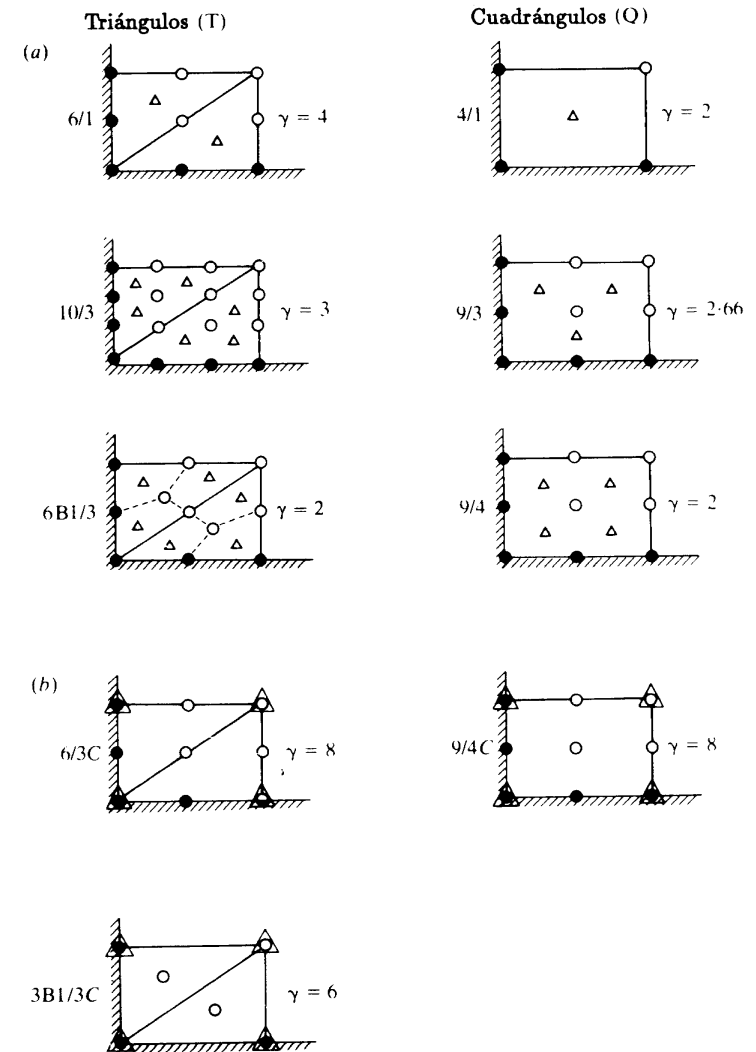 Triángulos (T) Cuadrángulos (Q)
(a)
6/1 γ = 4 4/1 γ = 2
10/3 γ = 3 9/3 γ = 2·66
6B1/3 γ = 2 9/4 γ = 2
(b)
6/3C γ = 8 9/4C γ = 8
3B1/3C γ = 6